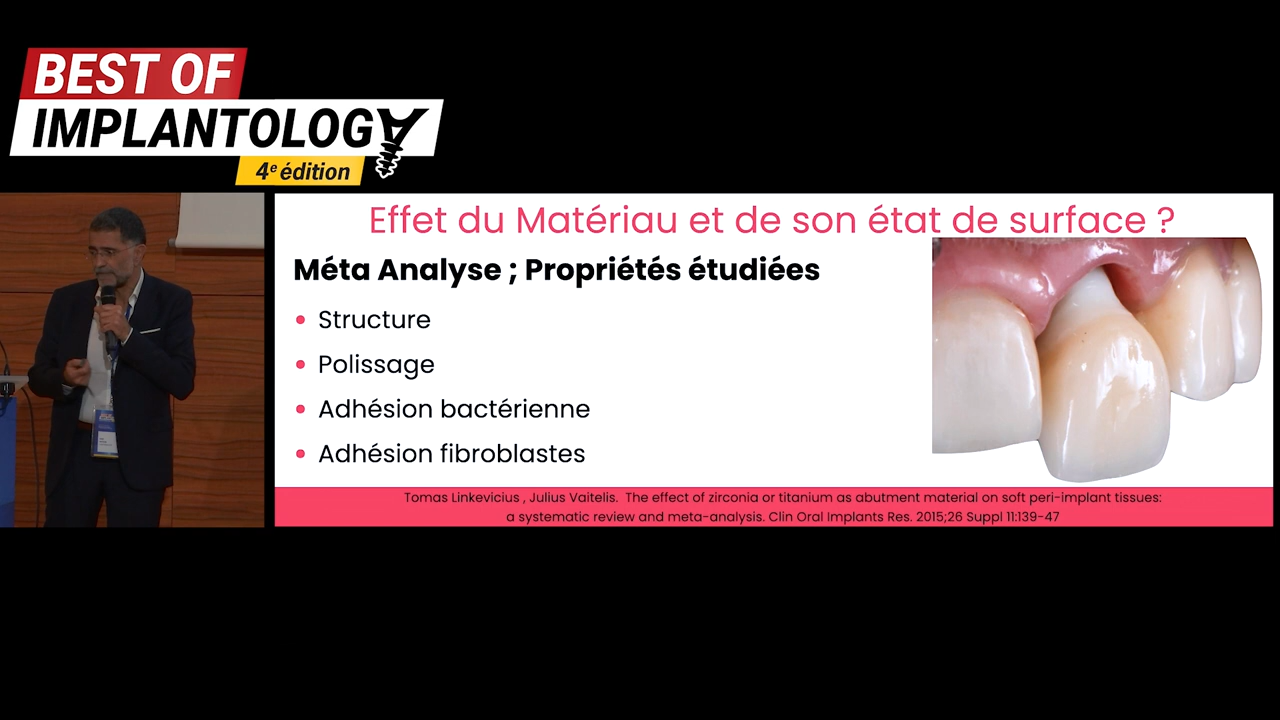 BEST OF
IMPLANTOLOGY
4e édition
Effet du Matériau et de son état de surface ?
Méta Analyse ; Propriétés étudiées
• Structure
• Polissage
• Adhésion bactérienne
• Adhésion fibroblastes
Tomas Linkevicius , Julius Vaitelis. The effect of zirconia or titanium as abutment material on soft peri-implant tissues:
a systematic review and meta-analysis. Clin Oral Implants Res. 2015;26 Suppl 11:139-47